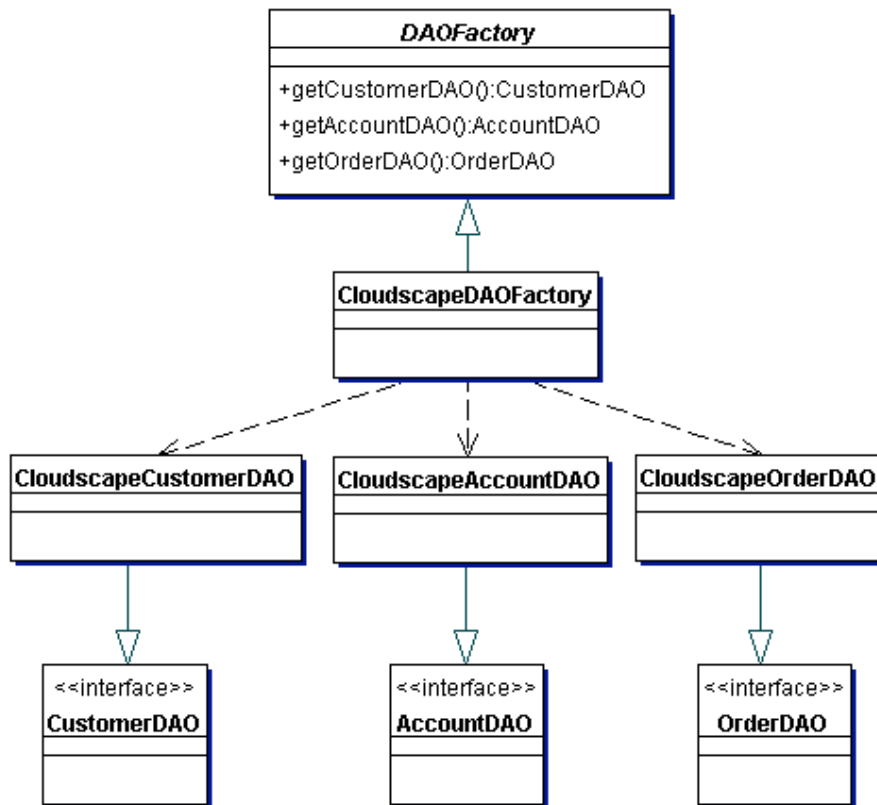 DAOFactory
+getCustomerDAO():CustomerDAO
+getAccountDAO():AccountDAO
+getOrderDAO():OrderDAO
CloudscapeDAOFactory
CloudscapeCustomerDAO
CloudscapeAccountDAO
CloudscapeOrderDAO
<<interface>>
CustomerDAO
<<interface>>
AccountDAO
<<interface>>
OrderDAO